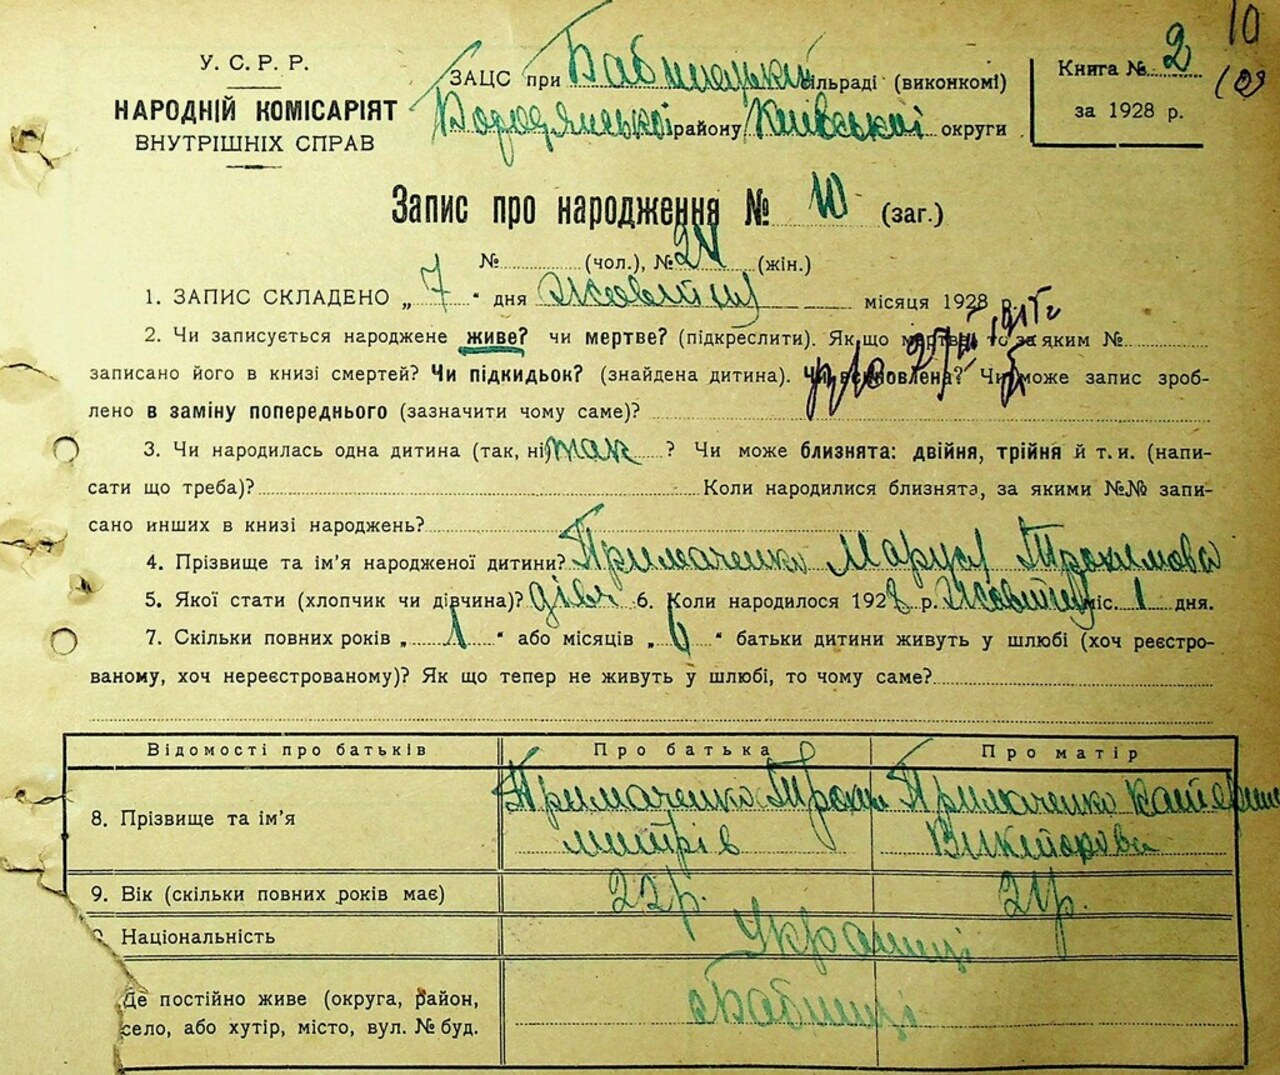 10
У. С. Р. Р.
НАРОДНІЙ КОМІСАРІЯТ
ВНУТРІШНІХ СПРАВ
ЗАЦС при Бабинецькій сільраді (виконкомі)
Бородянської району Київської округи
Книга № 2
за 1928 р.
Запис про народження № 10 (заг.)
№ (чол.), № (жін.)
1. ЗАПИС СКЛАДЕНО „ 7 “ дня Жовтня місяця 1928 р.
2. Чи записується народжене живе? чи мертве? (підкреслити). Як що мертве, то за яким №
записано його в книзі смертей? Чи підкидьок? (знайдена дитина). Чи всиновлена? Чи може запис зроб-
лено в заміну попереднього (зазначити чому саме)?
3. Чи народилась одна дитина (так, ні) так ? Чи може близнята: двійня, трійня й т. и. (напи-
сати що треба)? Коли народилися близнята, за якими №№ запи-
сано инших в книзі народжень?
4. Прізвище та ім’я народженої дитини? Примаченко Маруся Трохимова
5. Якої стати (хлопчик чи дівчина)? дівч 6. Коли народилося 1928 р. Жовтня міс. 1 дня.
7. Скільки повних років „ 1 “ або місяців „ 6 “ батьки дитини живуть у шлюбі (хоч реєстро-
ваному, хоч нереєстрованому)? Як що тепер не живуть у шлюбі, то чому саме?
Відомості про батьків Про батька Про матір
8. Прізвище та ім’я Примаченко Трохим Примаченко Катерина
митрів Викторова
9. Вік (скільки повних років має) 22 р. 21 р.
Національність Українці
Де постійно живе (округа, район, Бабинці
село, або хутір, місто, вул. № буд.